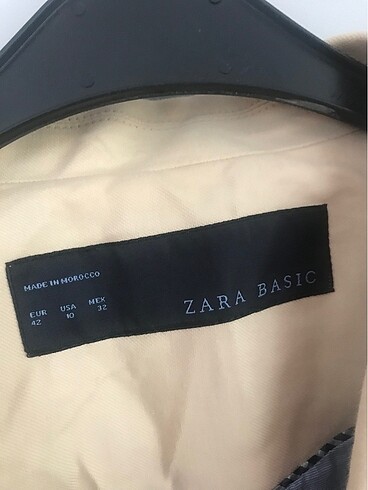 MADE IN MOROCCO
EUR USA MEX
42 10 32
ZARA BASIC